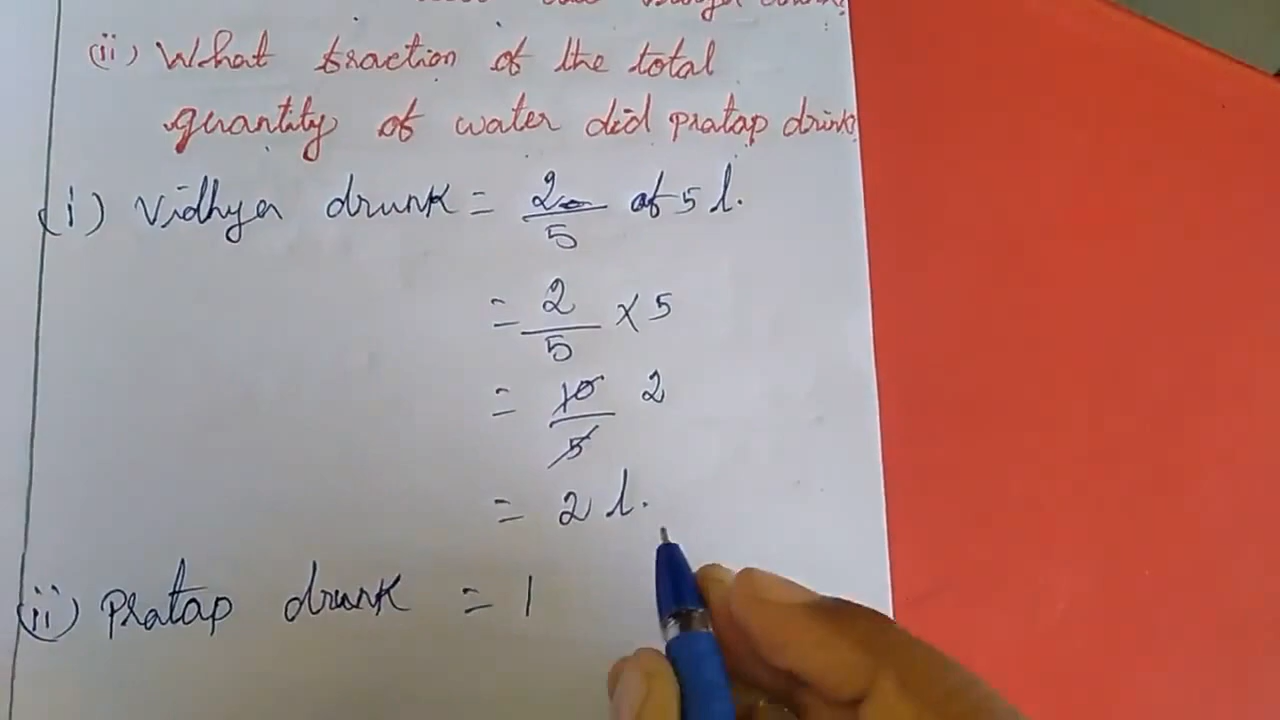 (ii) What fraction of the total
quantity of water did pratap drink
(i) Vidhya drunk = 2/5 of 5 l.
= 2/5 × 5
= 10/5 2
= 2 l.
(ii) Pratap drunk = 1